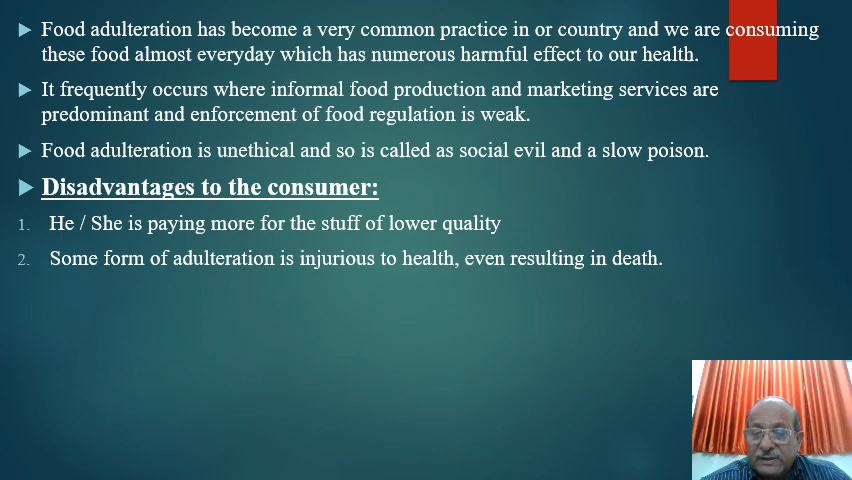 Food adulteration has become a very common practice in or country and we are consuming
these food almost everyday which has numerous harmful effect to our health.
It frequently occurs where informal food production and marketing services are
predominant and enforcement of food regulation is weak.
Food adulteration is unethical and so is called as social evil and a slow poison.
Disadvantages to the consumer:
1. He / She is paying more for the stuff of lower quality
2. Some form of adulteration is injurious to health, even resulting in death.